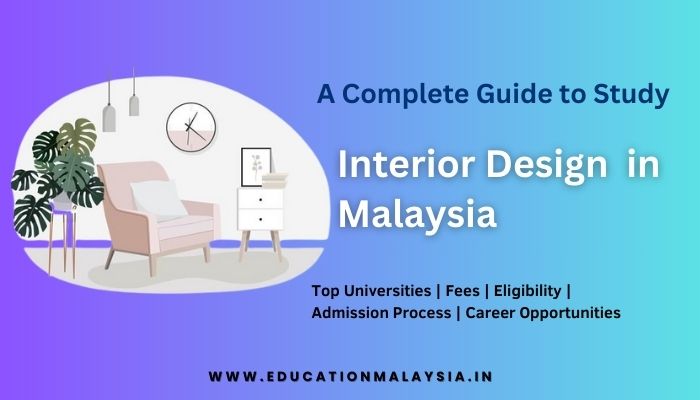 A Complete Guide to Study
Interior Design in
Malaysia
Top Universities | Fees | Eligibility |
Admission Process | Career Opportunities
WWW.EDUCATIONMALAYSIA.IN